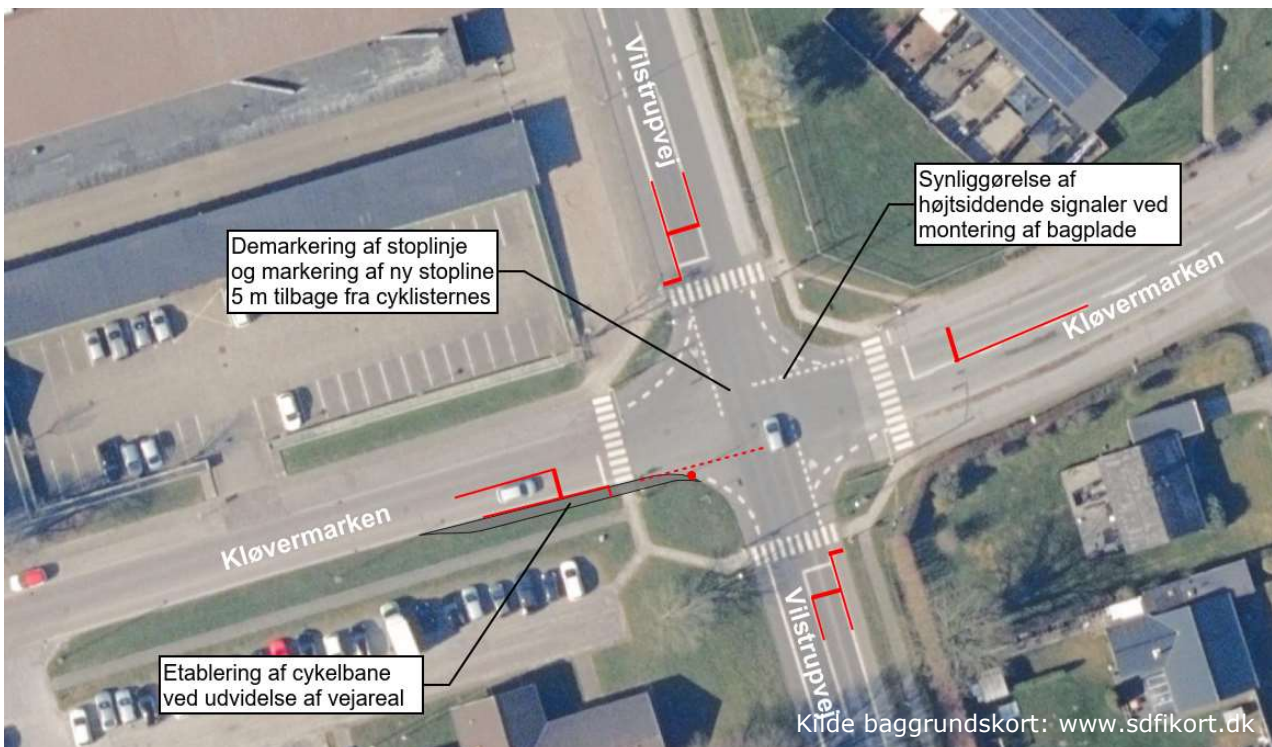 Vilstrupvej
Synliggørelse af
højtsiddende signaler ved
montering af bagplade
Demarkering af stoplinje
og markering af ny stopline
5 m tilbage fra cyklisternes
Kløvermarken
Kløvermarken
Etablering af cykelbane
ved udvidelse af vejareal
Vilstrupvej
Kilde baggrundskort: www.sdfikort.dk